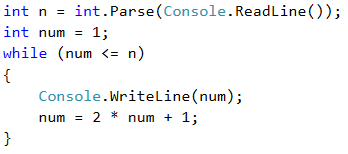 int n = int.Parse(Console.ReadLine());
int num = 1;
while (num <= n)
{
    Console.WriteLine(num);
    num = 2 * num + 1;
}